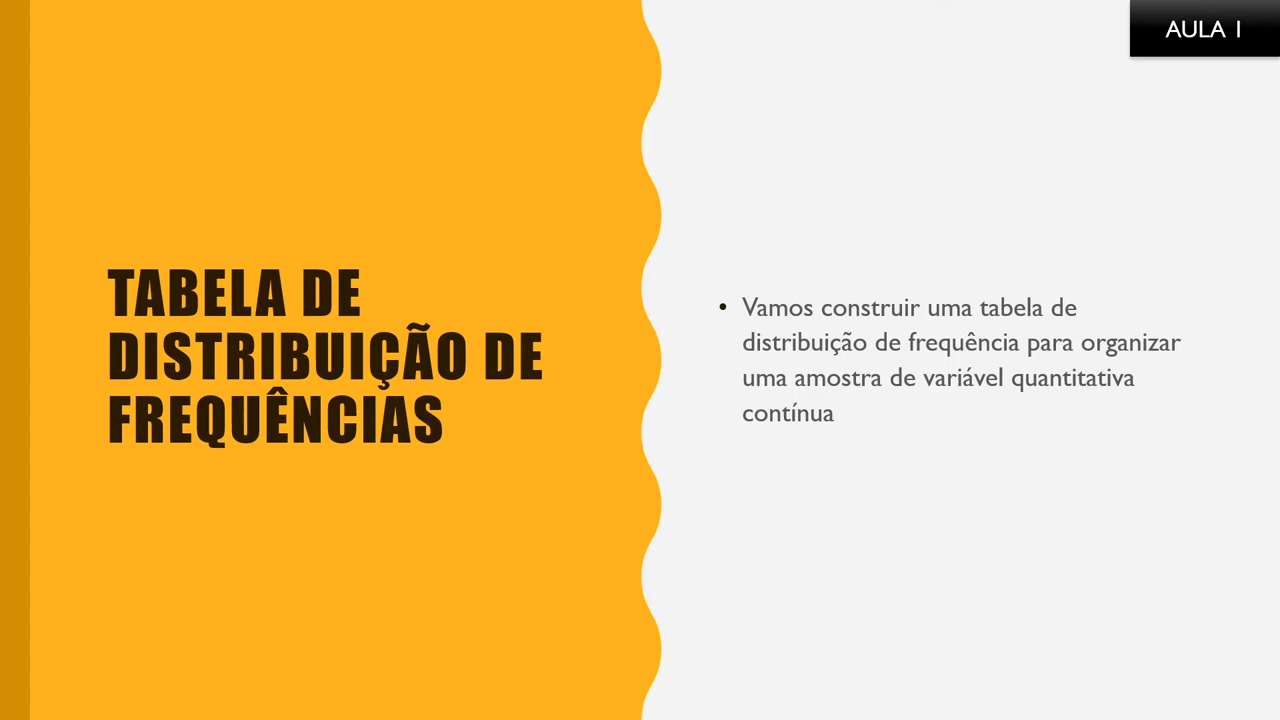 AULA 1
TABELA DE
DISTRIBUIÇÃO DE
FREQUÊNCIAS
• Vamos construir uma tabela de
distribuição de frequência para organizar
uma amostra de variável quantitativa
contínua